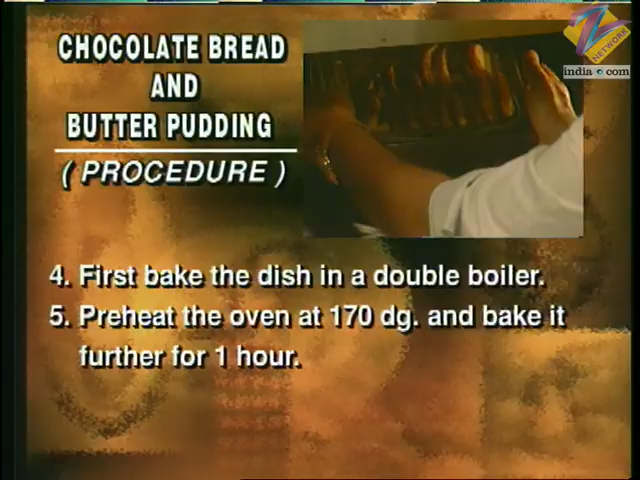 CHOCOLATE BREAD
AND
BUTTER PUDDING
( PROCEDURE )
Z
NETWORK
india.com
4. First bake the dish in a double boiler.
5. Preheat the oven at 170 dg. and bake it
further for 1 hour.